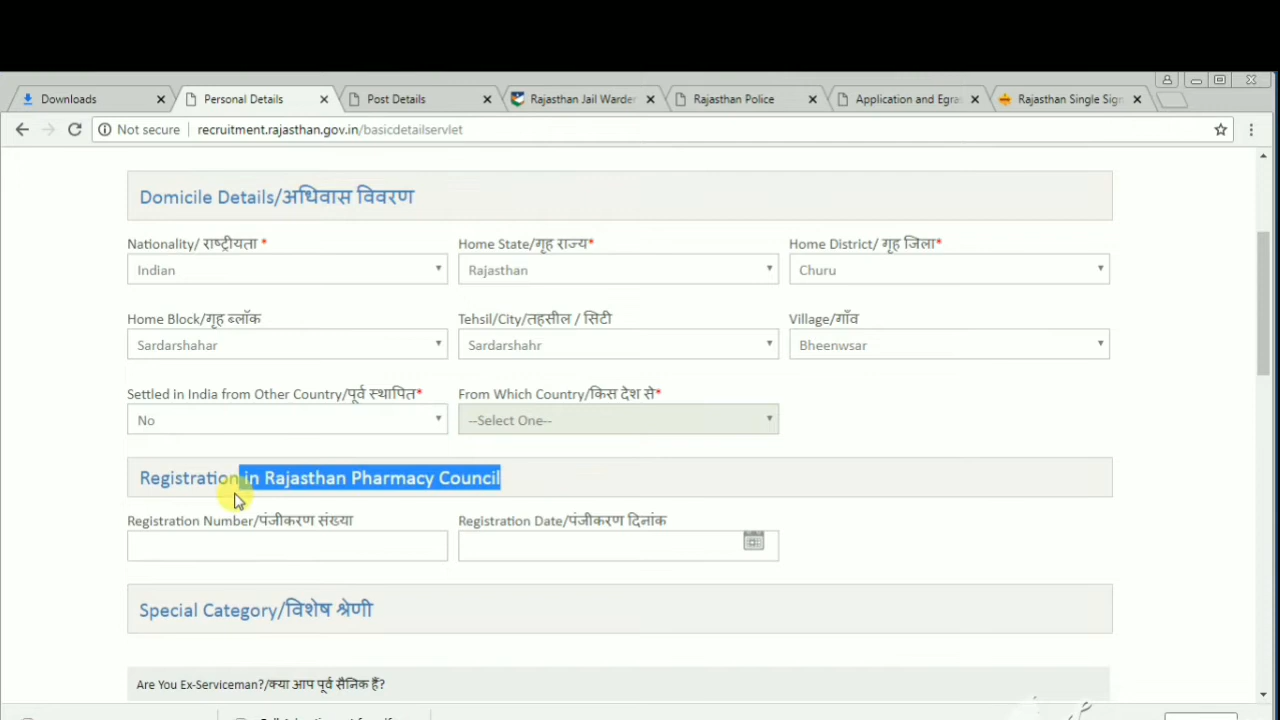 Downloads
Personal Details
Post Details
Rajasthan Jail Warder
Rajasthan Police
Application and Egra
Rajasthan Single Sign
Not secure
recruitment.rajasthan.gov.in/basicdetailservlet
Domicile Details/अधिवास विवरण
Nationality/ राष्ट्रीयता * Home State/गृह राज्य* Home District/ गृह जिला*
Indian Rajasthan Churu
Home Block/गृह ब्लॉक Tehsil/City/तहसील / सिटी Village/गाँव
Sardarshahar Sardarshahr Bheenwsar
Settled in India from Other Country/पूर्व स्थापित* From Which Country/किस देश से*
No --Select One--
Registration in Rajasthan Pharmacy Council
Registration Number/पंजीकरण संख्या Registration Date/पंजीकरण दिनांक
Special Category/विशेष श्रेणी
Are You Ex-Serviceman?/क्या आप पूर्व सैनिक हैं?